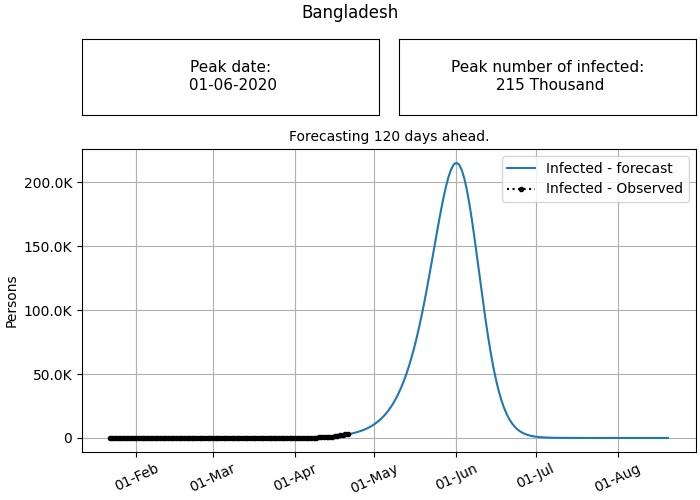 Bangladesh
Peak date:
01-06-2020
Peak number of infected:
215 Thousand
Forecasting 120 days ahead.
Infected - forecast
Infected - Observed
Persons
200.0K
150.0K
100.0K
50.0K
0
01-Feb
01-Mar
01-Apr
01-May
01-Jun
01-Jul
01-Aug